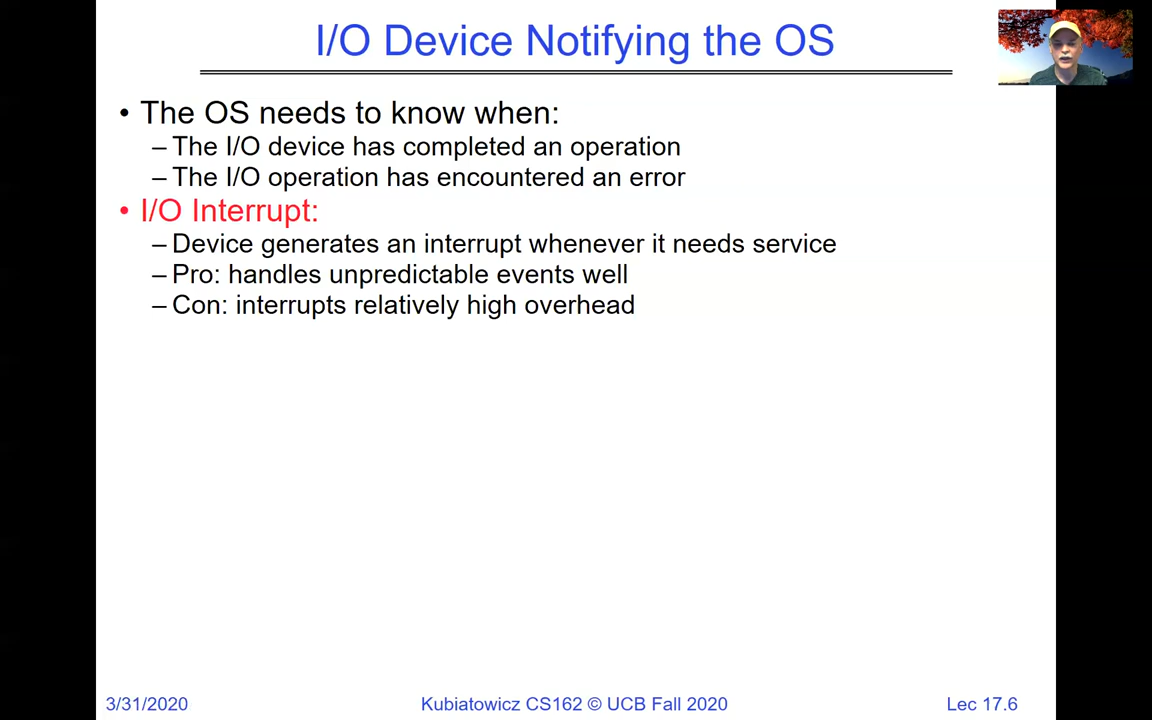 I/O Device Notifying the OS
• The OS needs to know when:
– The I/O device has completed an operation
– The I/O operation has encountered an error
• I/O Interrupt:
– Device generates an interrupt whenever it needs service
– Pro: handles unpredictable events well
– Con: interrupts relatively high overhead
3/31/2020
Kubiatowicz CS162 © UCB Fall 2020
Lec 17.6